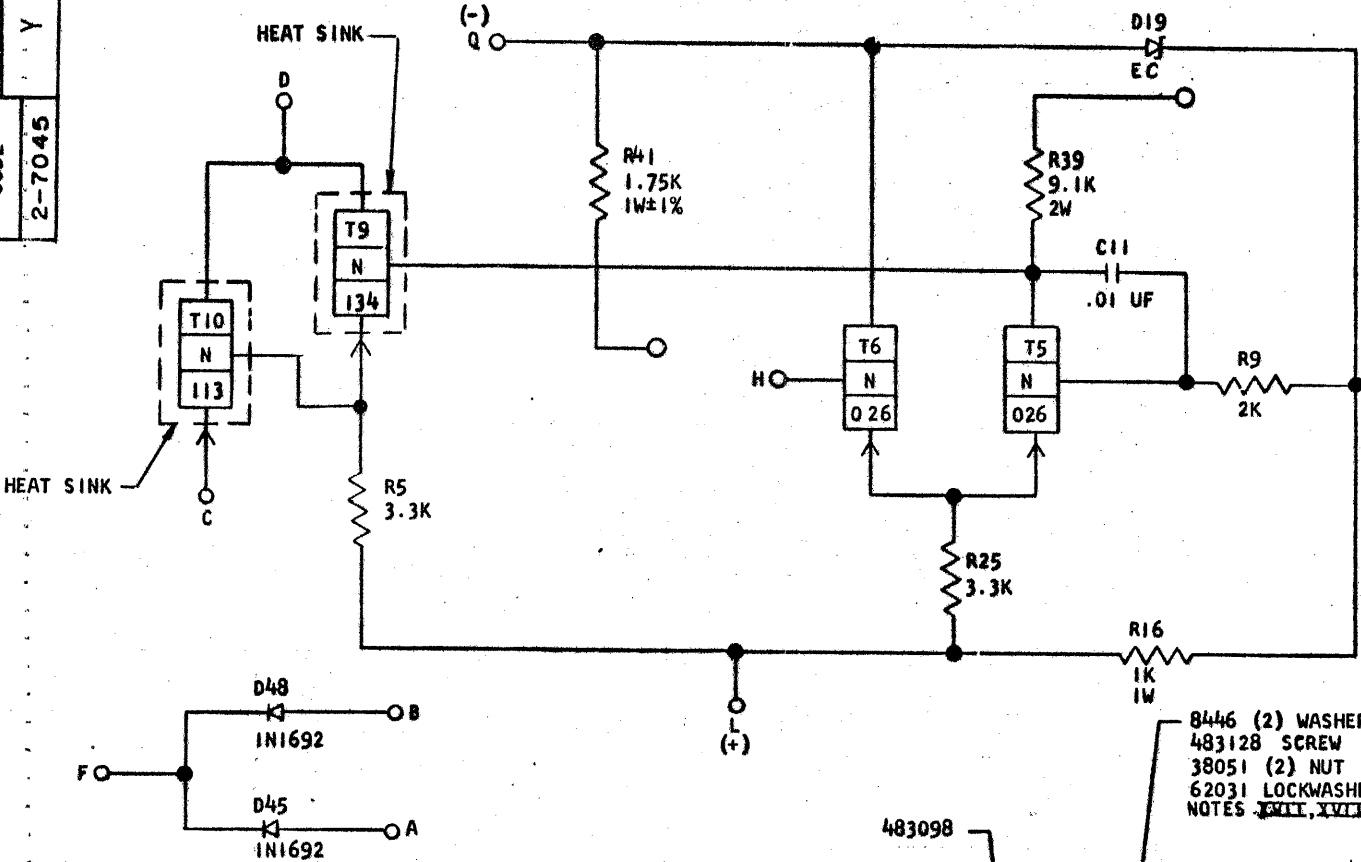 Y
2-7045
(-)
Q
HEAT SINK
D
D19
EC
R41
1.75K
1W±1%
R39
9.1K
2W
T9
N
134
C11
.01 UF
T10
N
113
H
T6
N
026
T5
N
026
R9
2K
HEAT SINK
C
R5
3.3K
R25
3.3K
R16
1K
1W
L
(+)
D48
1N1692
B
F
D45
1N1692
A
8446 (2) WASHE
483128 SCREW
38051 (2) NUT
62031 LOCKWASH
NOTES
483098